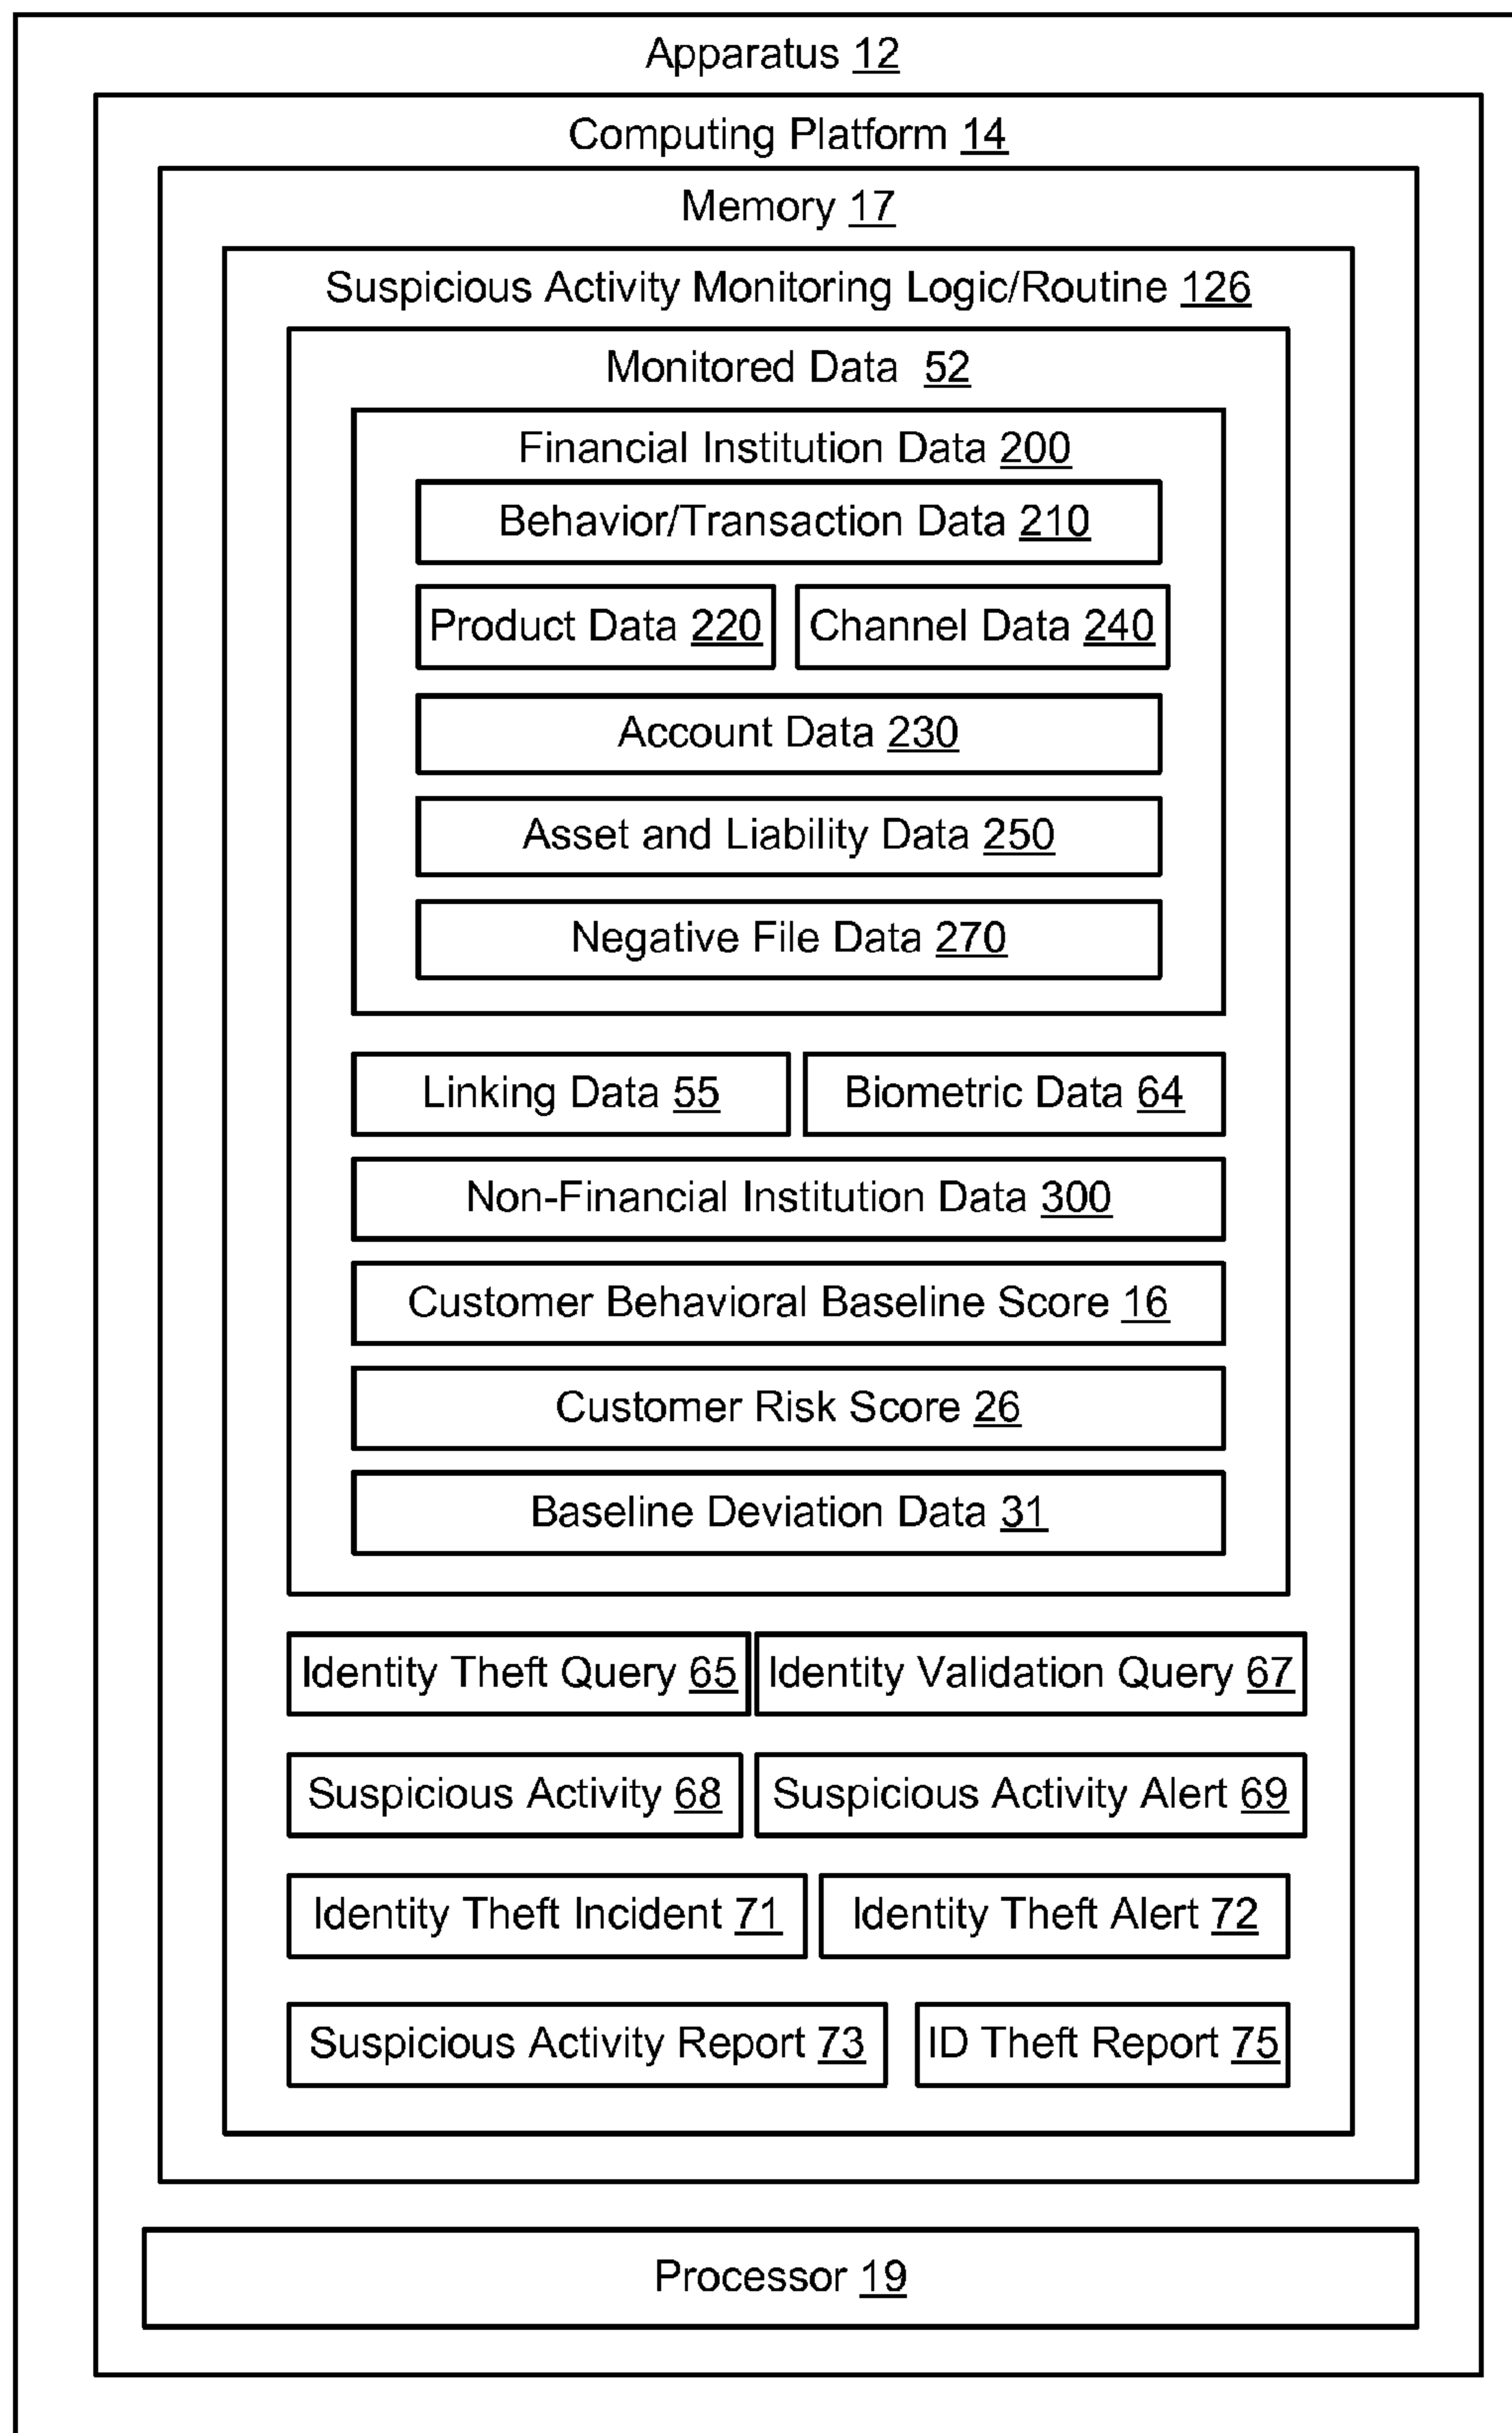 Apparatus 12
Computing Platform 14
Memory 17
Suspicious Activity Monitoring Logic/Routine 126
Monitored Data 52
Financial Institution Data 200
Behavior/Transaction Data 210
Product Data 220
Channel Data 240
Account Data 230
Asset and Liability Data 250
Negative File Data 270
Linking Data 55
Biometric Data 64
Non-Financial Institution Data 300
Customer Behavioral Baseline Score 16
Customer Risk Score 26
Baseline Deviation Data 31
Identity Theft Query 65
Identity Validation Query 67
Suspicious Activity 68
Suspicious Activity Alert 69
Identity Theft Incident 71
Identity Theft Alert 72
Suspicious Activity Report 73
ID Theft Report 75
Processor 19